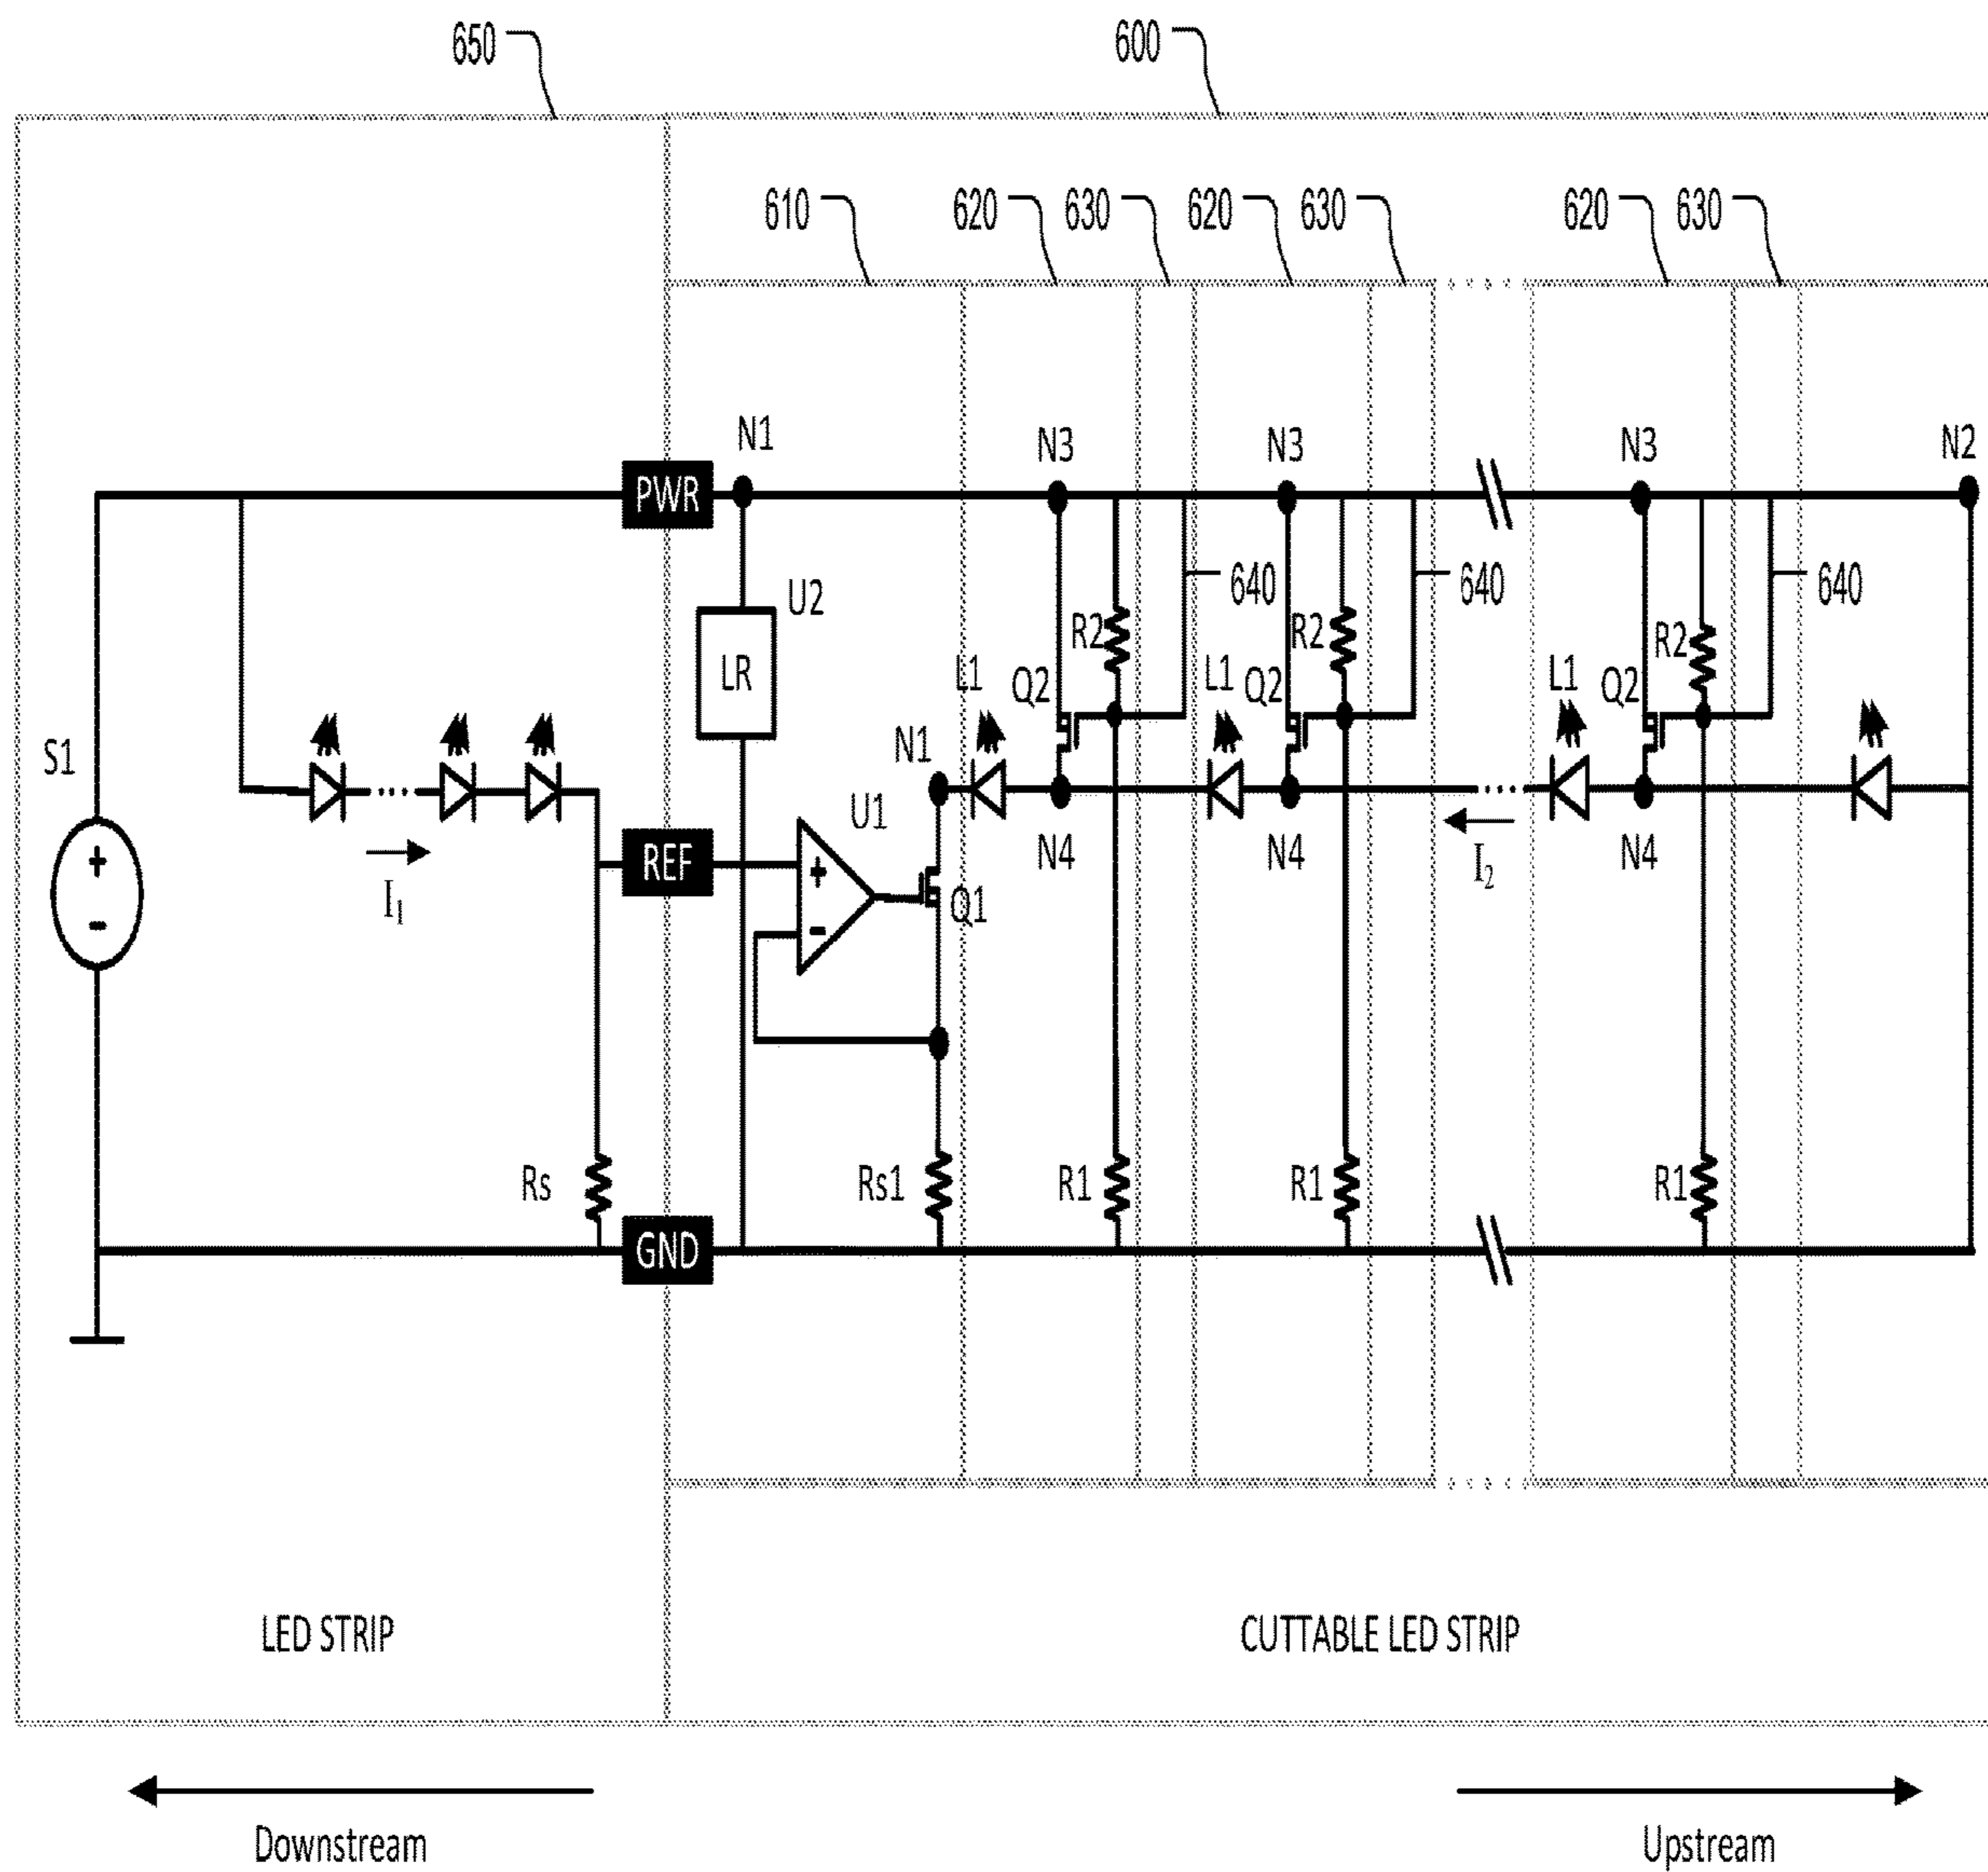 650
600
610
620
630
620
630
620
630
N1
N3
N3
N3
N2
PWR
U2
640
640
640
R2
R2
R2
LR
L1
Q2
L1
Q2
L1
Q2
S1
N1
U1
REF
N4
N4
N4
+
-
+
-
I1
I2
Q1
Rs
Rs1
R1
R1
R1
GND
LED STRIP
CUTTABLE LED STRIP
Downstream
Upstream